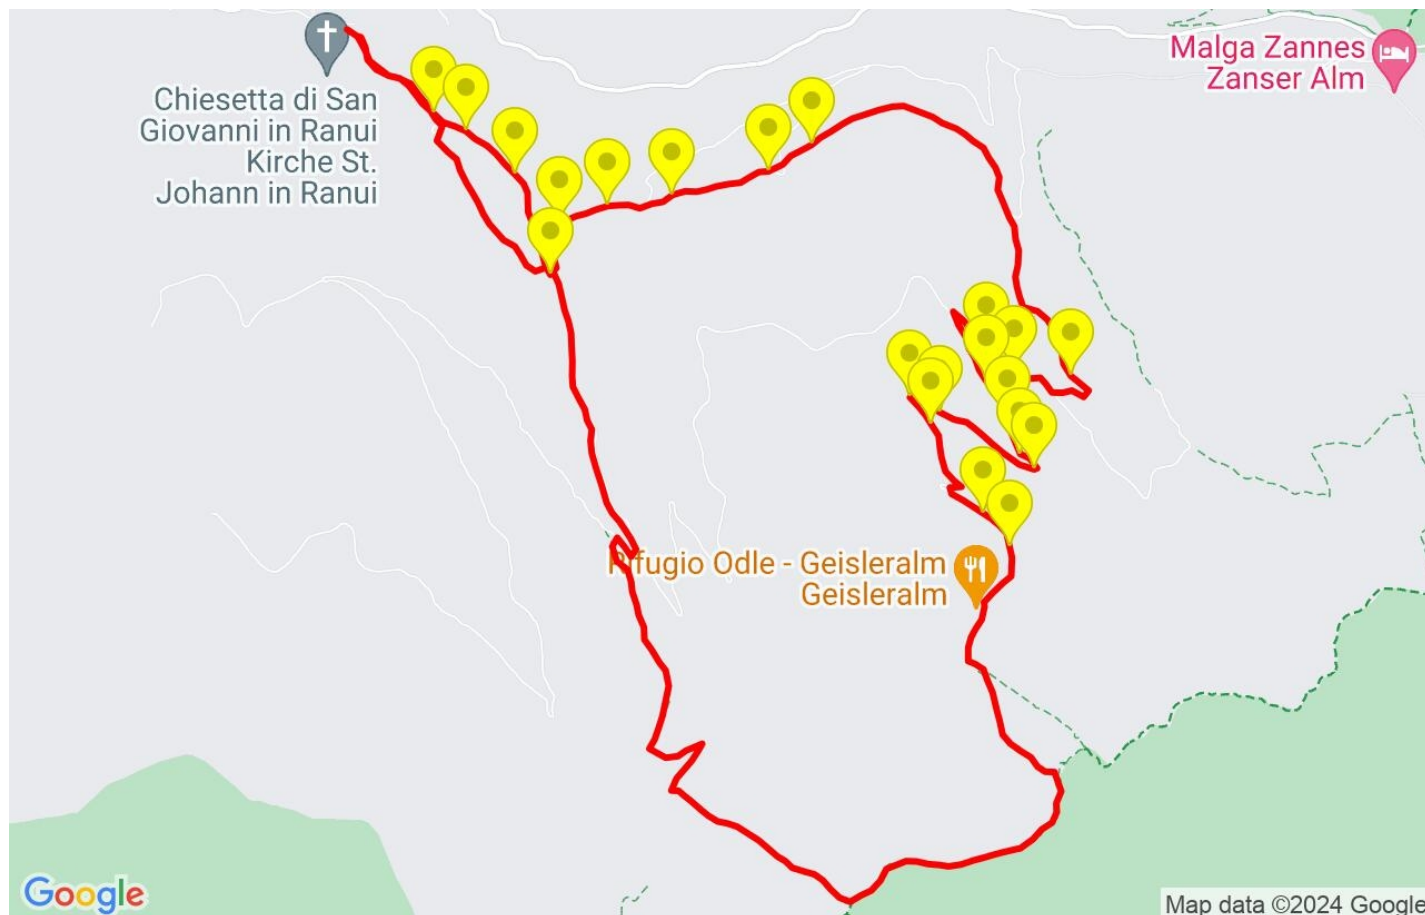 Chiesetta di San
Giovanni in Ranui
Kirche St.
Johann in Ranui
Malga Zannes
Zanser Alm
Rifugio Odle - Geisleralm
Geisleralm
Google
Map data ©2024 Google